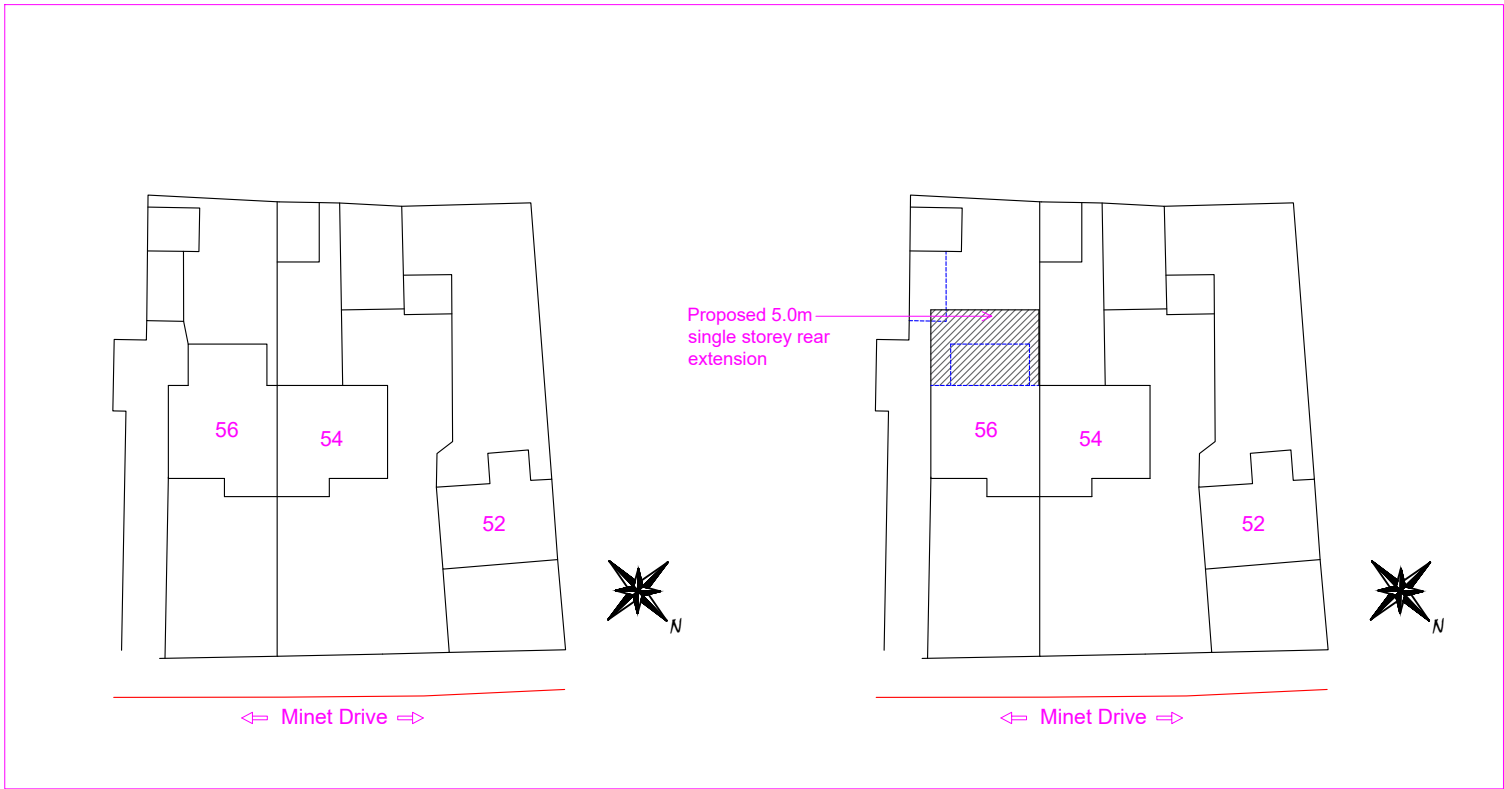 56
54
52
N
Minet Drive
Proposed 5.0m
single storey rear
extension
56
54
52
N
Minet Drive